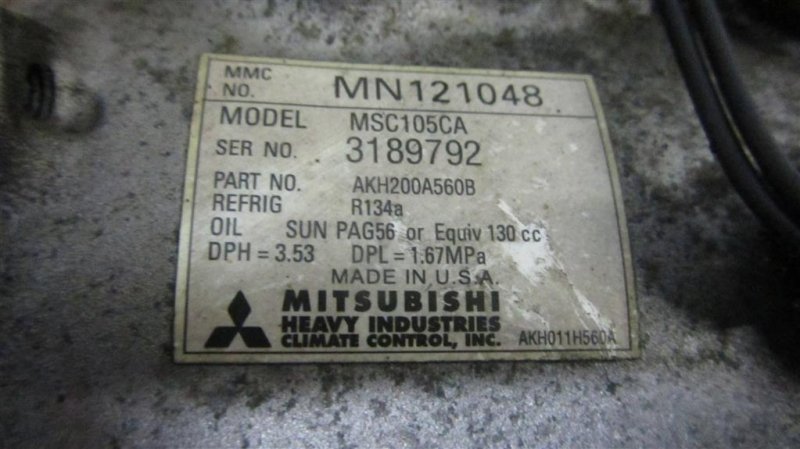 MMC NO. MN121048
MODEL MSC105CA
SER NO. 3189792
PART NO. AKH200A560B
REFRIG R134a
OIL SUN PAG56 or Equiv 130 cc
DPH = 3.53 DPL = 1.67MPa
MADE IN U.S.A.
MITSUBISHI
HEAVY INDUSTRIES
CLIMATE CONTROL, INC.
AKH011H560A